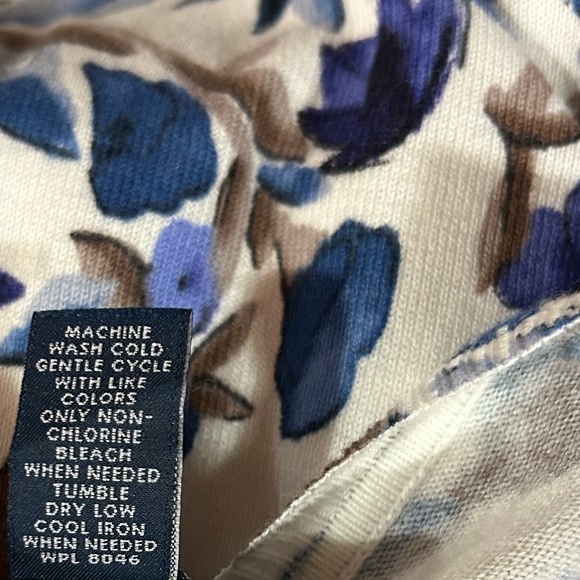 MACHINE
WASH COLD
GENTLE CYCLE
WITH LIKE
COLORS
ONLY NON-
CHLORINE
BLEACH
WHEN NEEDED
TUMBLE
DRY LOW
COOL IRON
WHEN NEEDED
WPL 8046